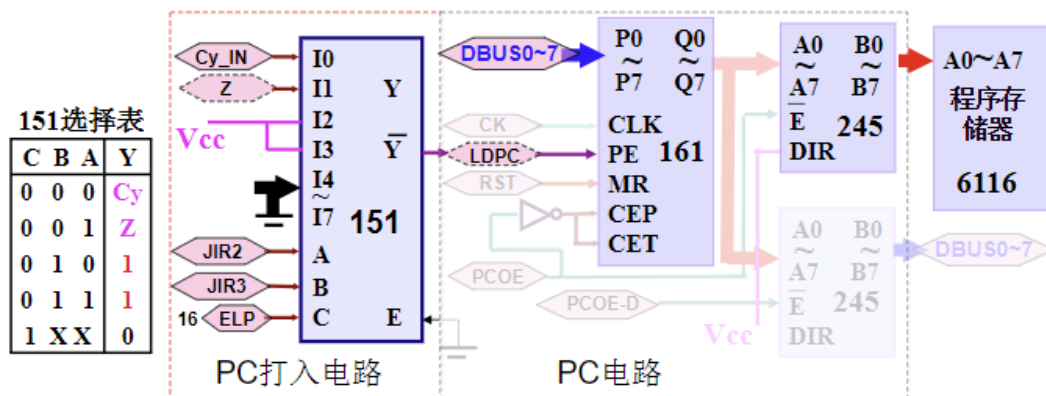 151选择表
C B A Y
0 0 0 Cy
0 0 1 Z
0 1 0 1
0 1 1 1
1 X X 0
Cy_IN
Z
Vcc
JIR2
JIR3
16
ELP
I0
I1
I2
I3
I4
~
I7
A
B
C
Y
Y̅
151
E
PC打入电路
DBUS0~7
CK
LDPC
RST
PCOE
PCOE-D
P0
~
P7
Q0
~
Q7
CLK
PE
161
MR
CEP
CET
A0
~
A7
B0
~
B7
E̅
245
DIR
A0
~
A7
B0
~
B7
E̅
245
DIR
Vcc
DBUS0~7
PC电路
A0~A7
程序存
储器
6116